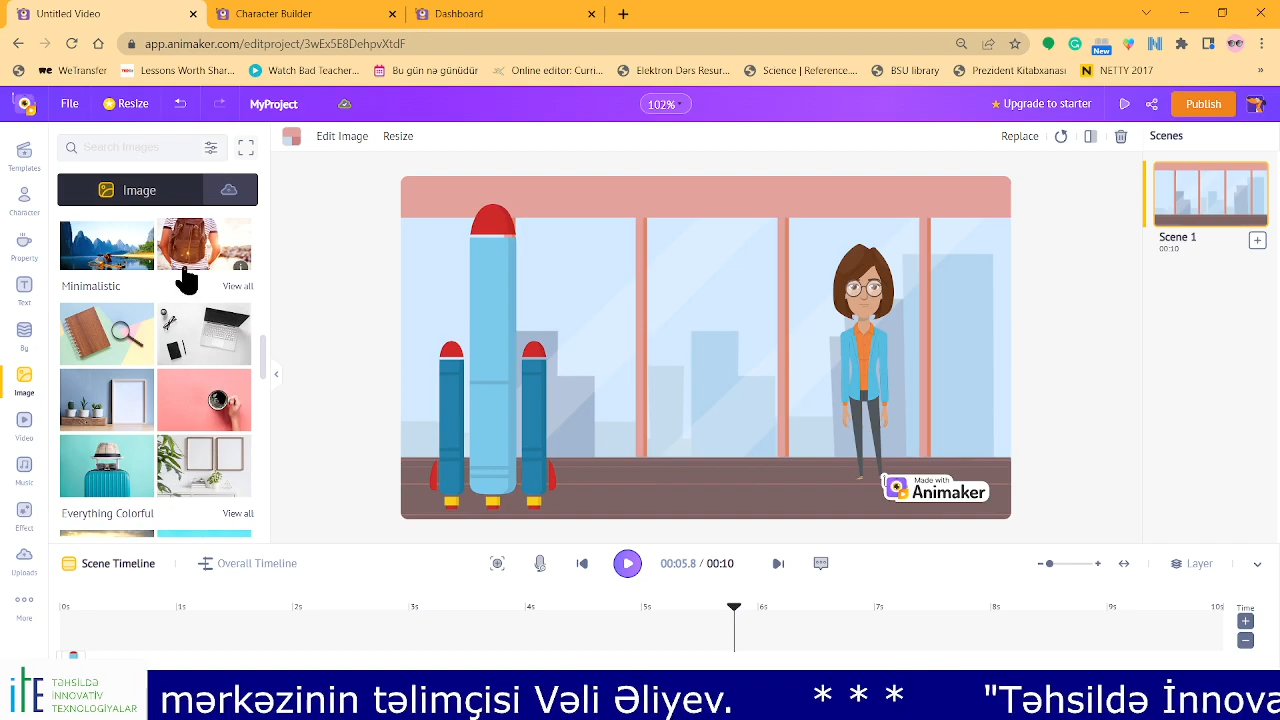 Untitled Video
Character Builder
Dashboard
app.animaker.com/editproject/3wEx5E8DehpvXtdF
New
WeTransfer
Lessons Worth Shar...
Watch Bad Teacher...
Bu gün nə günüdür
Online editor: Curri...
Elektron Dərs Resur...
Science | Reference...
BSU library
Prezident Kitabxanası
NETTY 2017
»
File
Resize
MyProject
102%
Upgrade to starter
Publish
Templates
Character
Property
Text
Bg
Image
Video
Music
Effect
Uploads
More
Search Images
Image
Minimalistic
View all
Everything Colorful
View all
Edit Image
Resize
Replace
Made with
Animaker
Scenes
Scene 1
00:10
Scene Timeline
Overall Timeline
00:05.8 / 00:10
Layer
0s
1s
2s
3s
4s
5s
6s
7s
8s
9s
10s
Time
iTE
TƏHSİLDƏ
İNNOVATİV
TEXNOLOGİYALAR
mərkəzinin təlimçisi Vəli Əliyev. * * * "Təhsildə İnnova